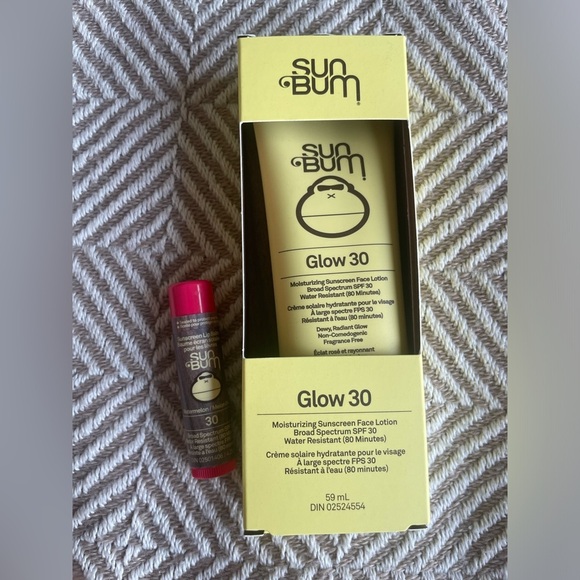 SUN
BUM
SUN
BUM
Glow 30
Moisturizing Sunscreen Face Lotion
Broad Spectrum SPF 30
Water Resistant (80 Minutes)
Crème solaire hydratante pour le visage
À large spectre FPS 30
Résistant à l'eau (80 minutes)
Dewy, Radiant Glow
Non-Comedogenic
Fragrance Free
Éclat rosé et rayonnant
Glow 30
Moisturizing Sunscreen Face Lotion
Broad Spectrum SPF 30
Water Resistant (80 Minutes)
Crème solaire hydratante pour le visage
À large spectre FPS 30
Résistant à l'eau (80 minutes)
59 mL
DIN 02524554
Sunscreen
SUN
BUM
30